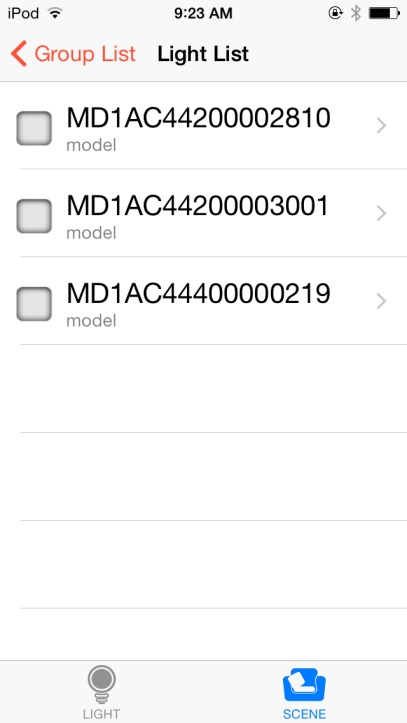 iPod 9:23 AM
Group List Light List
MD1AC44200002810
model
MD1AC44200003001
model
MD1AC44400000219
model
LIGHT SCENE